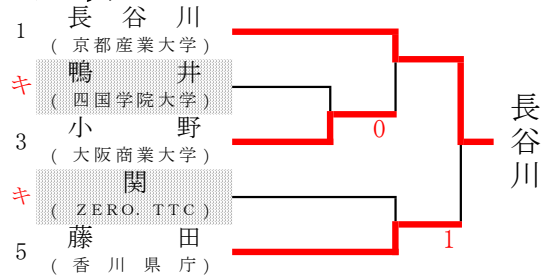 1 長谷川
(京都産業大学)
キ 鴨井
(四国学院大学)
3 小野
(大阪商業大学)
キ 関
(ZERO. TTC)
5 藤田
(香川県庁)
0
1
長谷川